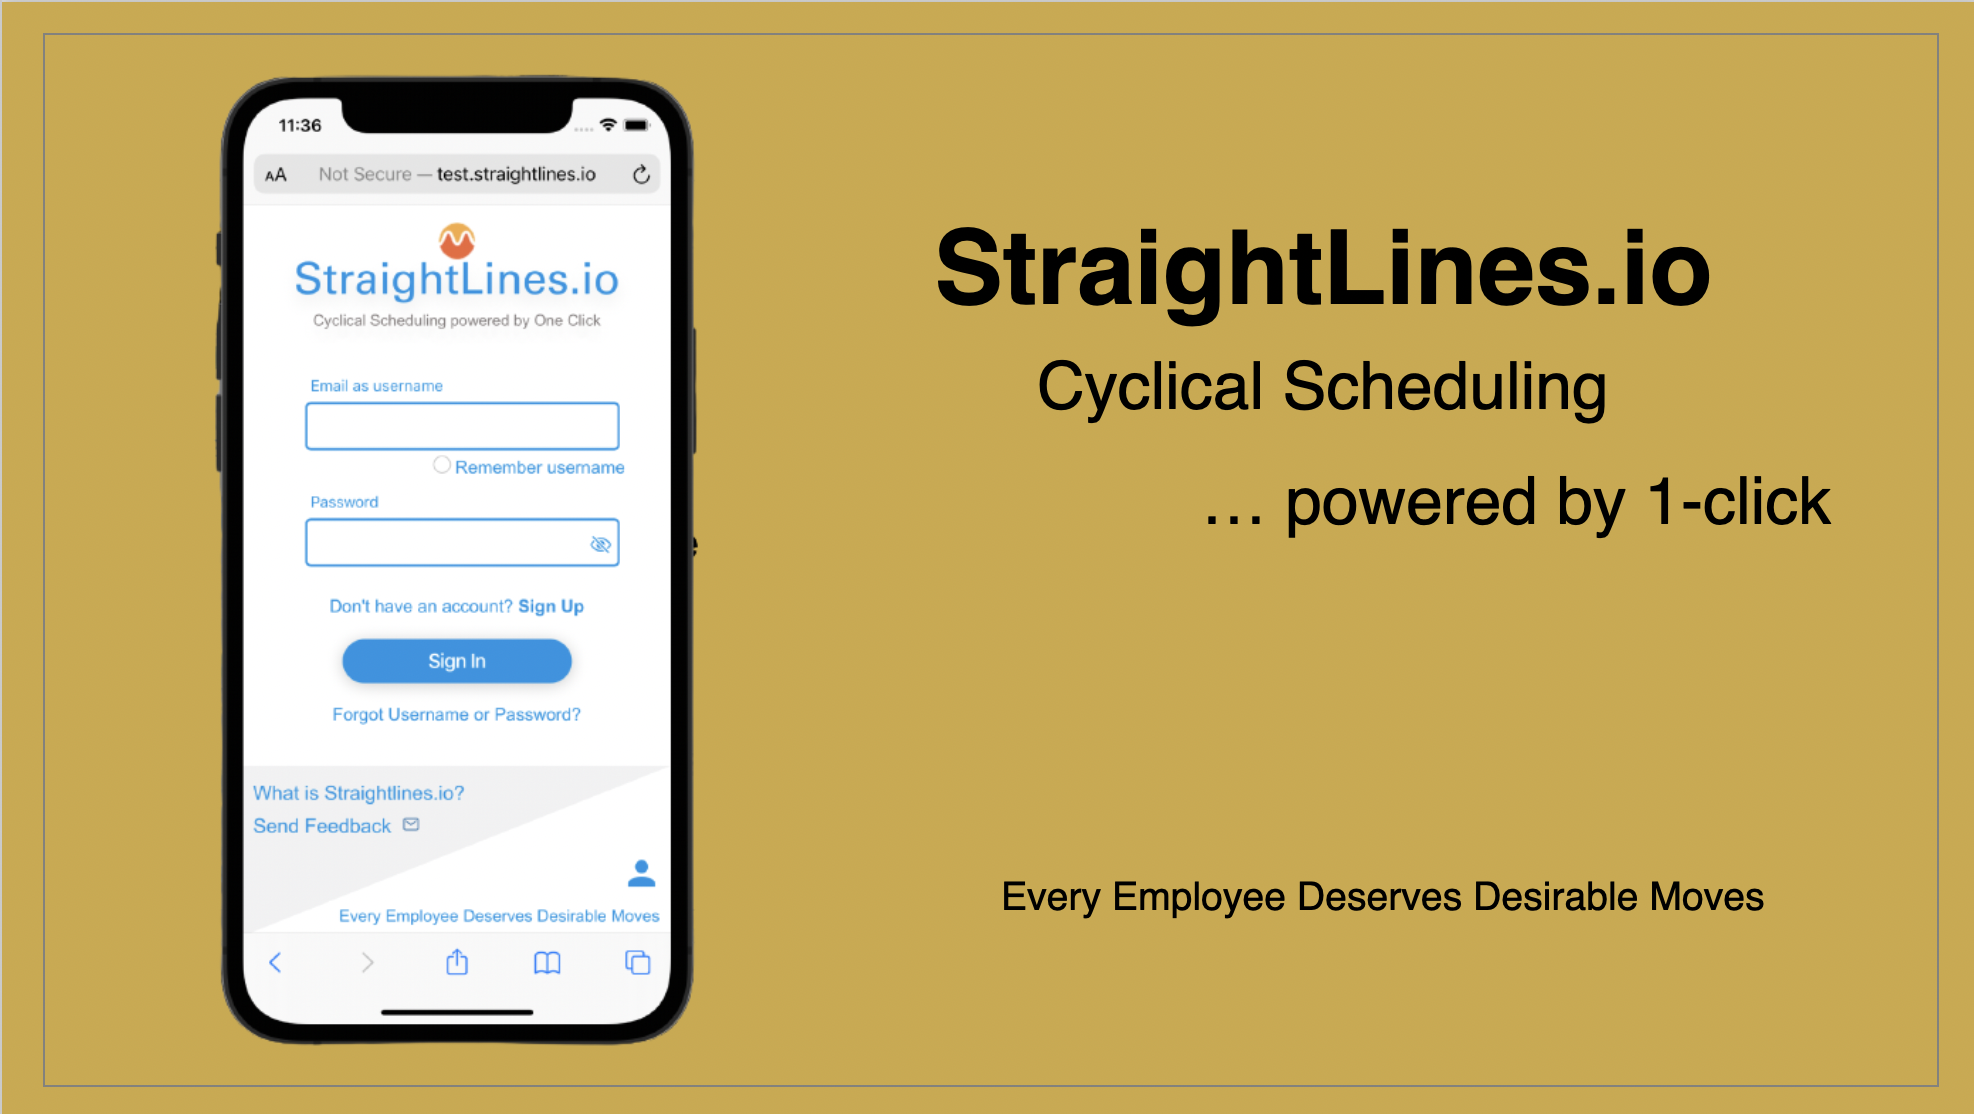 11:36
AA Not Secure — test.straightlines.io
StraightLines.io
Cyclical Scheduling powered by One Click
Email as username
Remember username
Password
Don't have an account? Sign Up
Sign In
Forgot Username or Password?
What is Straightlines.io?
Send Feedback
Every Employee Deserves Desirable Moves
StraightLines.io
Cyclical Scheduling
… powered by 1-click
Every Employee Deserves Desirable Moves